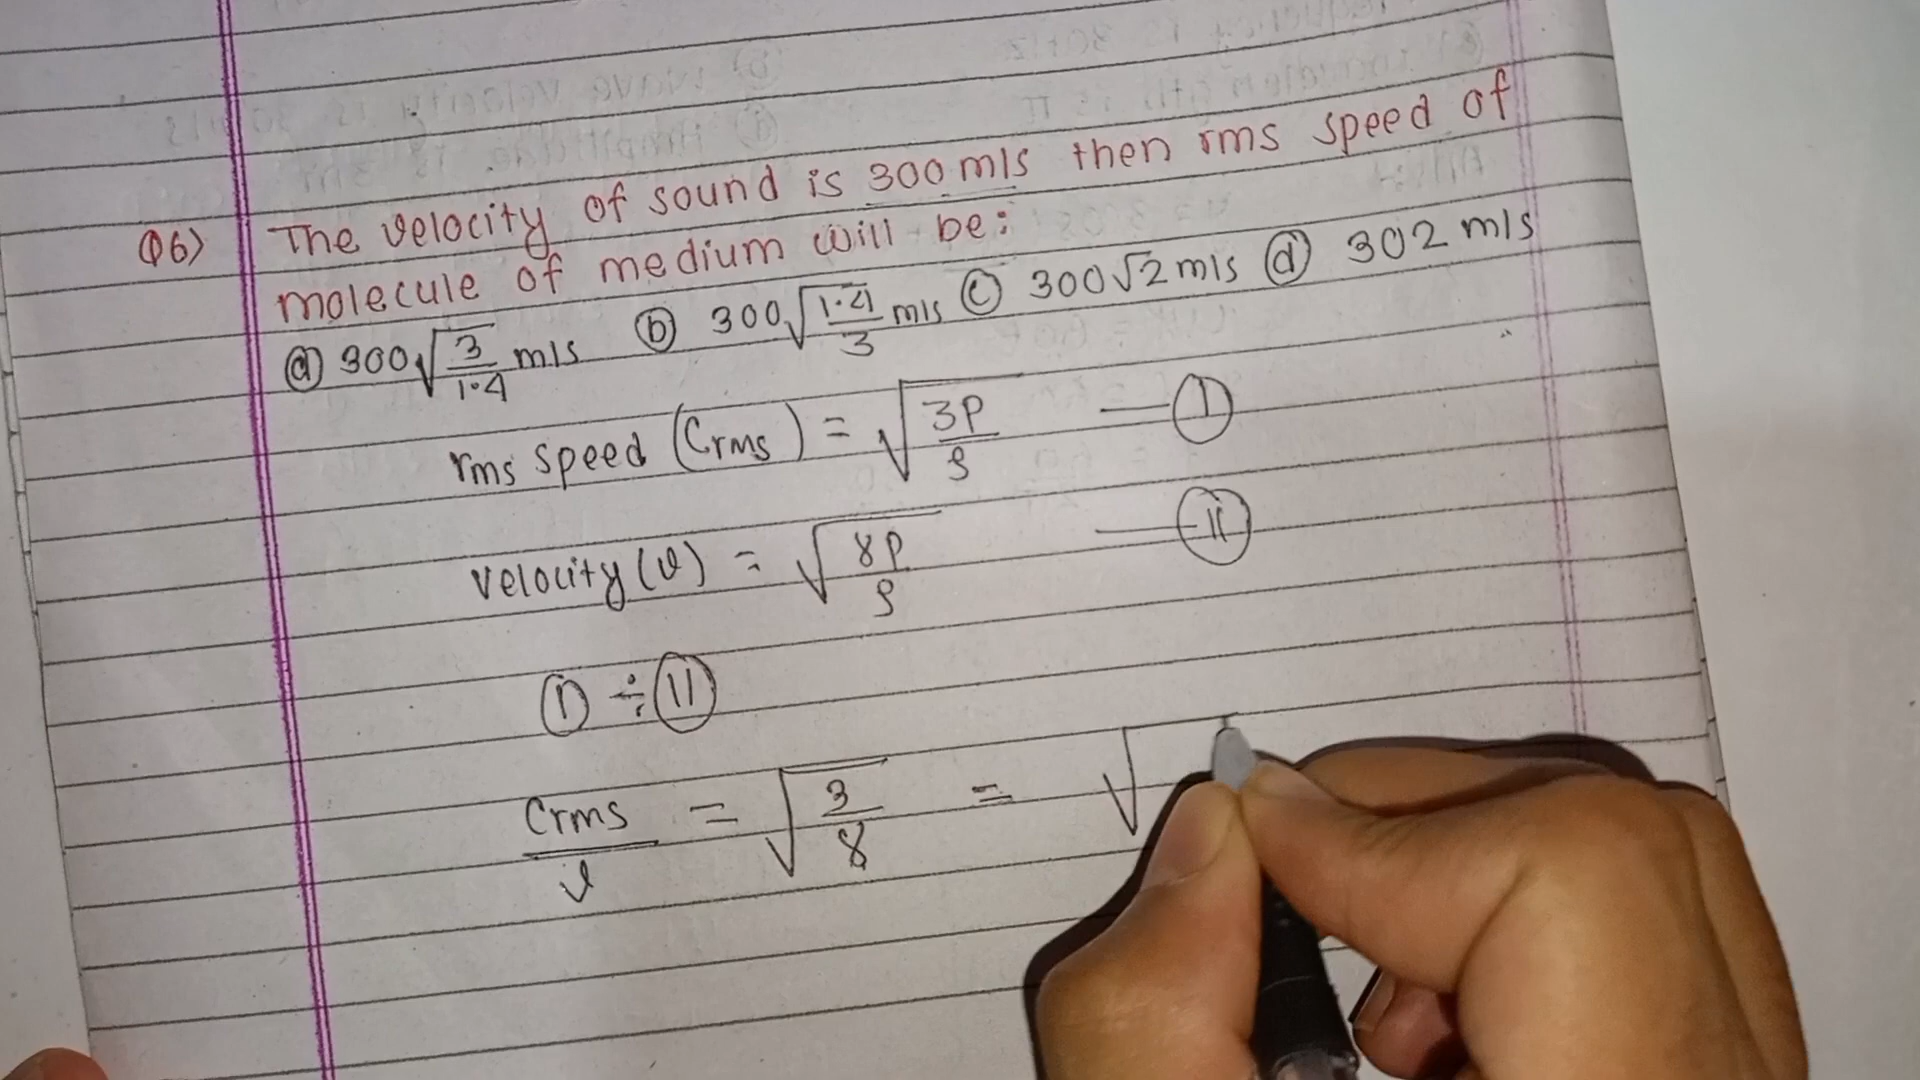 Q6) The velocity of sound is 300 m/s then rms speed of
molecule of medium will be:
ⓐ 300√(3/1.4) m/s ⓑ 300√(1.4/3) m/s ⓒ 300√2 m/s ⓓ 302 m/s
rms speed (Crms) = √(3P/ρ) — Ⓘ
velocity (v) = √(γP/ρ) — Ⓘⓘ
Ⓘ ÷ Ⓘⓘ
Crms/v = √(3/γ) = √